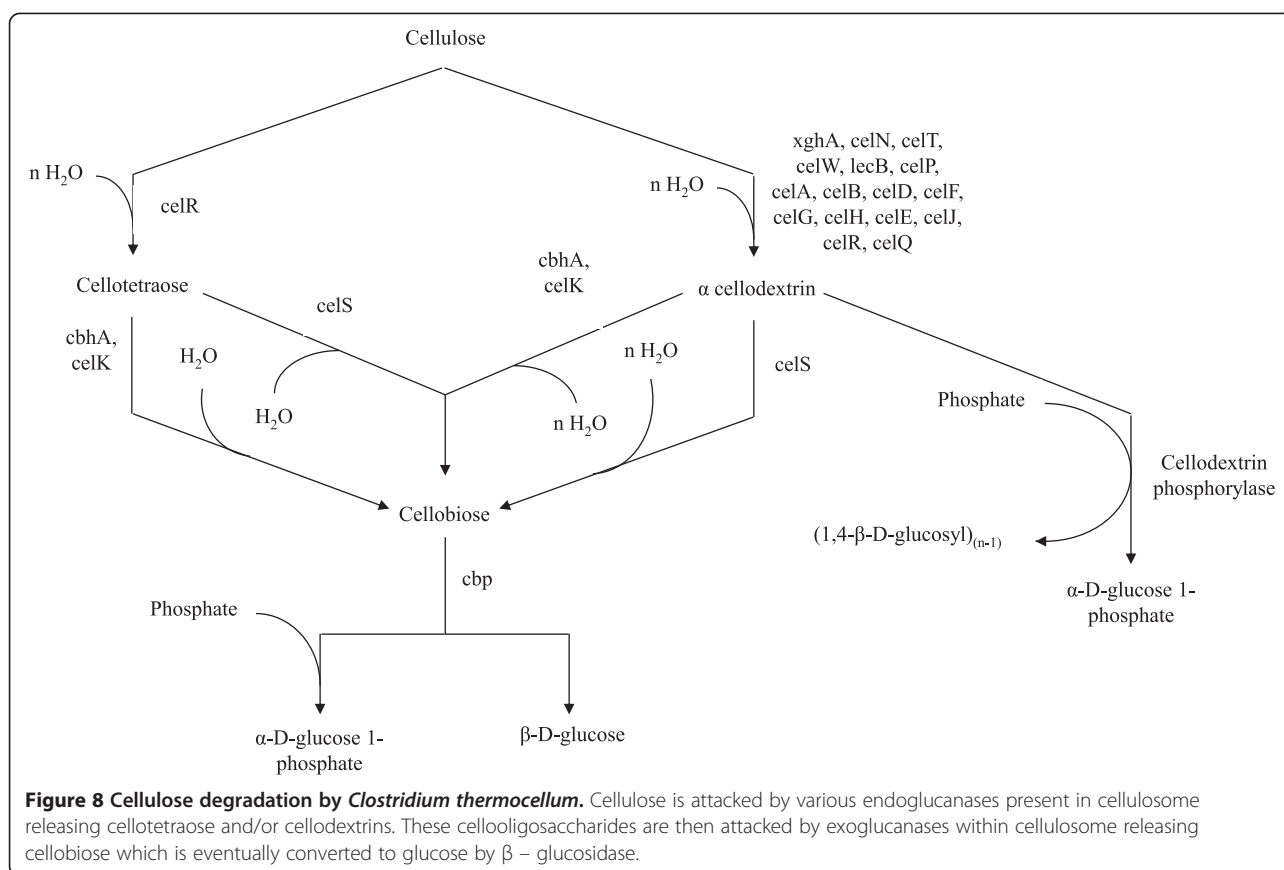 Cellulose
n H₂O
celR
n H₂O
xghA, celN, celT,
celW, lecB, celP,
celA, celB, celD, celF,
celG, celH, celE, celJ,
celR, celQ
Cellotetraose
cbhA,
celK
α cellodextrin
celS
cbhA,
celK
H₂O
H₂O
n H₂O
n H₂O
celS
Phosphate
Cellodextrin
phosphorylase
Cellobiose
(1,4-β-D-glucosyl)₍ₙ₋₁₎
α-D-glucose 1-
phosphate
cbp
Phosphate
α-D-glucose 1-
phosphate
β-D-glucose
Figure 8 Cellulose degradation by Clostridium thermocellum. Cellulose is attacked by various endoglucanases present in cellulosome
releasing cellotetraose and/or cellodextrins. These cellooligosaccharides are then attacked by exoglucanases within cellulosome releasing
cellobiose which is eventually converted to glucose by β – glucosidase.